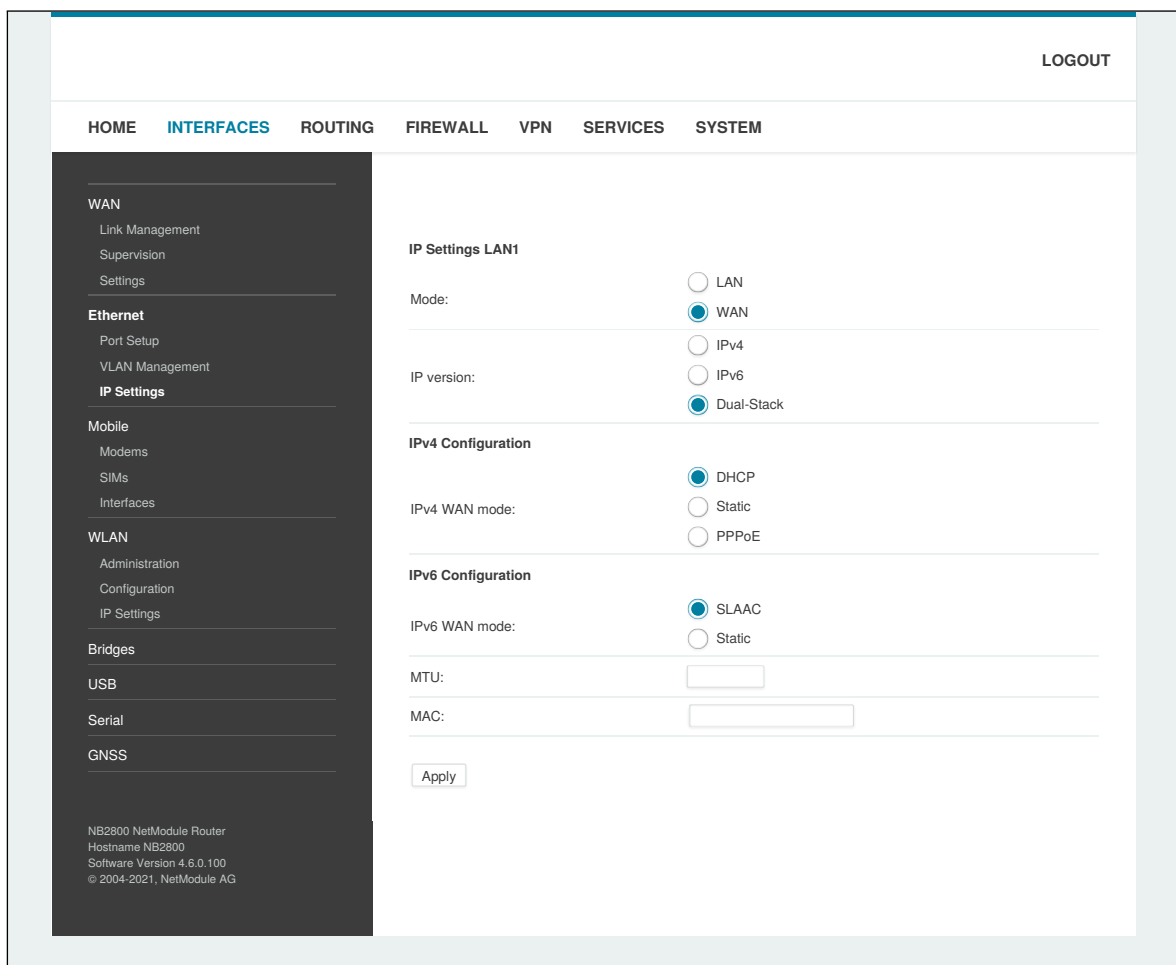 LOGOUT
HOME INTERFACES ROUTING FIREWALL VPN SERVICES SYSTEM
WAN
Link Management
Supervision
Settings
Ethernet
Port Setup
VLAN Management
IP Settings
Mobile
Modems
SIMs
Interfaces
WLAN
Administration
Configuration
IP Settings
Bridges
USB
Serial
GNSS
NB2800 NetModule Router
Hostname NB2800
Software Version 4.6.0.100
© 2004-2021, NetModule AG
IP Settings LAN1
Mode:
LAN
WAN
IP version:
IPv4
IPv6
Dual-Stack
IPv4 Configuration
IPv4 WAN mode:
DHCP
Static
PPPoE
IPv6 Configuration
IPv6 WAN mode:
SLAAC
Static
MTU:
MAC:
Apply